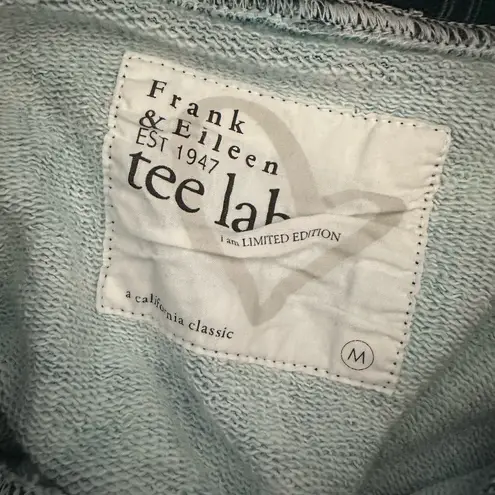 Frank
& Eileen
EST 1947
tee lab
i am LIMITED EDITION
a california classic
M